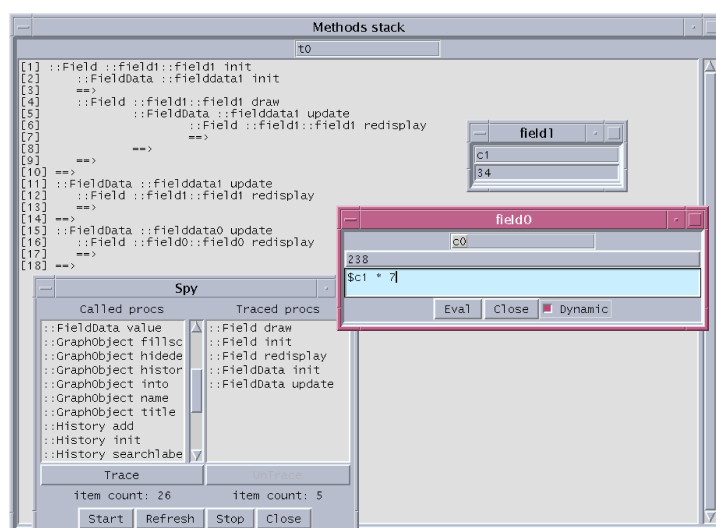 Methods stack
t0
[1] ::Field ::field1::field1 init
[2] ::FieldData ::fielddata1 init
[3] ==>
[4] ::Field ::field1::field1 draw
[5] ::FieldData ::fielddata1 update
[6] ::Field ::field1::field1 redisplay
[7] ==>
[8] ==>
[9] ==>
[10] ==>
[11] ::FieldData ::fielddata1 update
[12] ::Field ::field1::field1 redisplay
[13] ==>
[14] ==>
[15] ::FieldData ::fielddata0 update
[16] ::Field ::field0::field0 redisplay
[17] ==>
[18] ==>
field1
c1
34
field0
c0
238
$c1 * 7
Eval Close Dynamic
Spy
Called procs Traced procs
::FieldData value ::Field draw
::GraphObject fillsc ::Field init
::GraphObject hidede ::Field redisplay
::GraphObject histor ::FieldData init
::GraphObject into ::FieldData update
::GraphObject name
::GraphObject title
::History add
::History init
::History searchlabe
Trace UnTrace
item count: 26 item count: 5
Start Refresh Stop Close